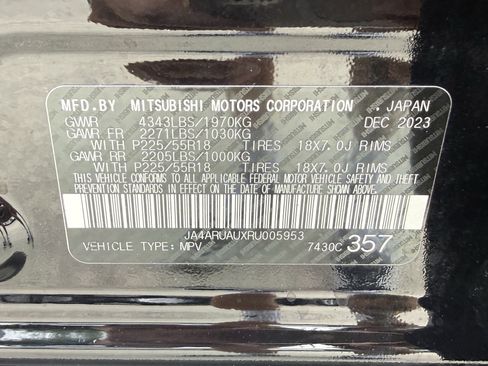 MFD.BY MITSUBISHI MOTORS CORPORATION , JAPAN
GVWR 4343LBS/1970KG DEC 2023
GAWR FR 2271LBS/1030KG
WITH P225/55R18 TIRES 18X7.0J RIMS
GAWR RR 2205LBS/1000KG
WITH P225/55R18 TIRES 18X7.0J RIMS
THIS VEHICLE CONFORMS TO ALL APPLICABLE FEDERAL MOTOR VEHICLE SAFETY
AND THEFT PREVENTION STANDARDS IN EFFECT ON THE DATE OF MANUFACTURE SHOWN ABOVE.
JA4ARUAUXRU005953
VEHICLE TYPE: MPV 7430C 357